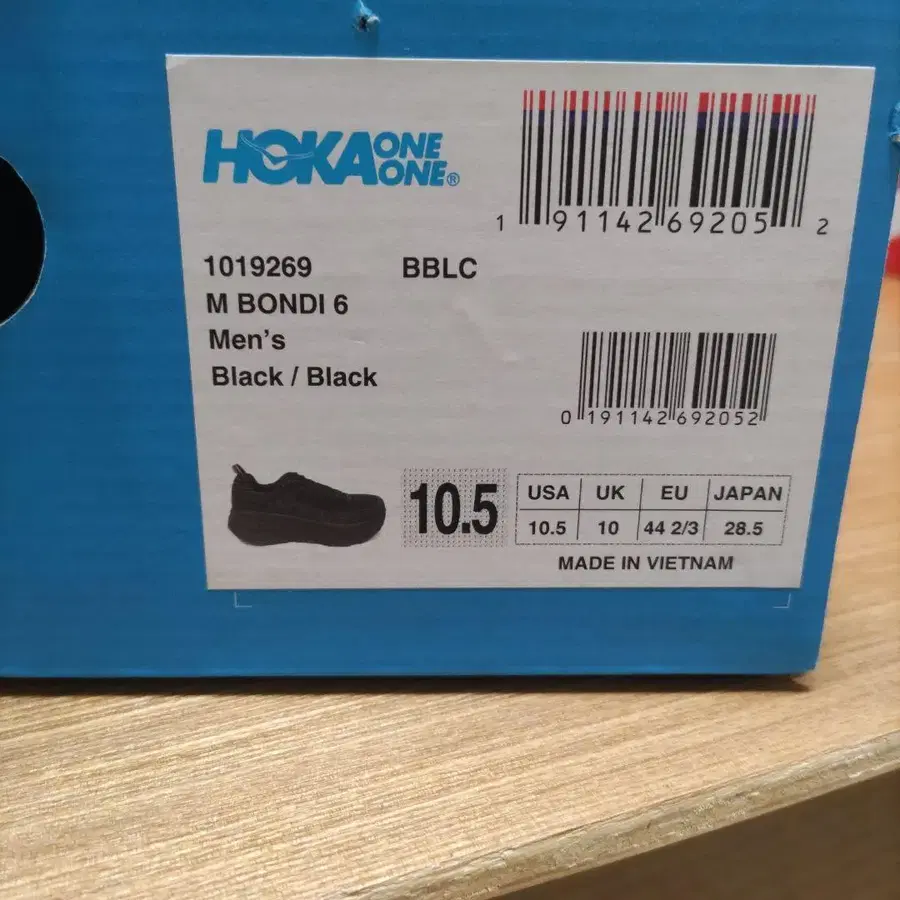 HOKA ONE ONE®
1 91142 69205 2
1019269 BBLC
M BONDI 6
Men's
Black / Black
0 191142 692052
10.5
USA UK EU JAPAN
10.5 10 44 2/3 28.5
MADE IN VIETNAM